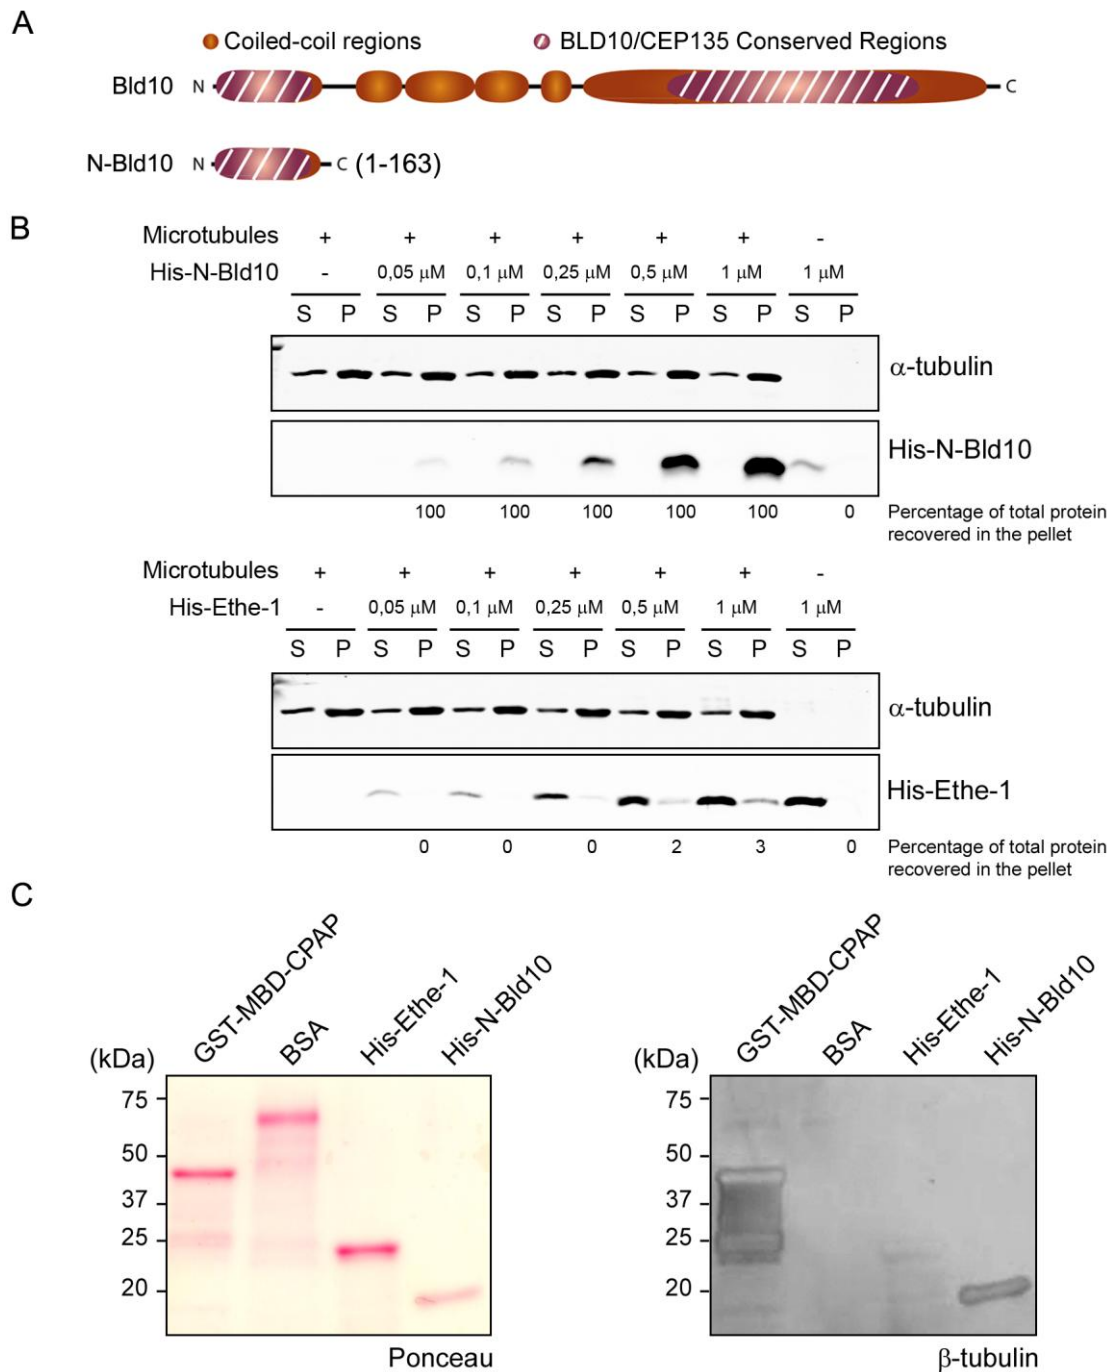 A
Coiled-coil regions BLD10/CEP135 Conserved Regions
Bld10 N C
N-Bld10 N C (1-163)
B
Microtubules + + + + + + -
His-N-Bld10 - 0,05 μM 0,1 μM 0,25 μM 0,5 μM 1 μM 1 μM
S P S P S P S P S P S P S P
α-tubulin
His-N-Bld10
100 100 100 100 100 0 Percentage of total protein
recovered in the pellet
Microtubules + + + + + + -
His-Ethe-1 - 0,05 μM 0,1 μM 0,25 μM 0,5 μM 1 μM 1 μM
S P S P S P S P S P S P S P
α-tubulin
His-Ethe-1
0 0 0 2 3 0 Percentage of total protein
recovered in the pellet
C
(kDa) GST-MBD-CPAP BSA His-Ethe-1 His-N-Bld10
75
50
37
25
20
Ponceau
(kDa) GST-MBD-CPAP BSA His-Ethe-1 His-N-Bld10
75
50
37
25
20
β-tubulin